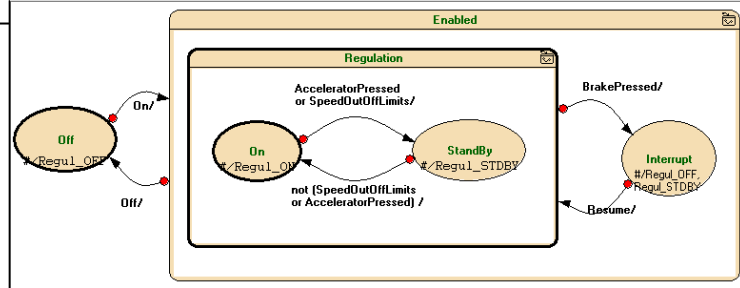 Enabled
Regulation
On/
Off
#/Regul_OFF
Off/
AcceleratorPressed
or SpeedOutOffLimits/
On
#/Regul_ON
StandBy
#/Regul_STDBY
not (SpeedOutOffLimits
or AcceleratorPressed) /
BrakePressed/
Interrupt
#/Regul_OFF,
Regul_STDBY
Resume/